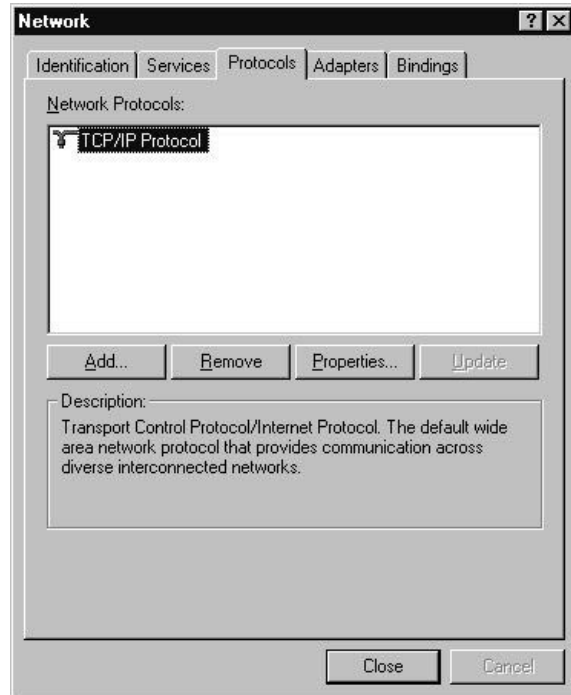 Network
Identification Services Protocols Adapters Bindings
Network Protocols:
TCP/IP Protocol
Add... Remove Properties... Update
Description:
Transport Control Protocol/Internet Protocol. The default wide
area network protocol that provides communication across
diverse interconnected networks.
Close Cancel